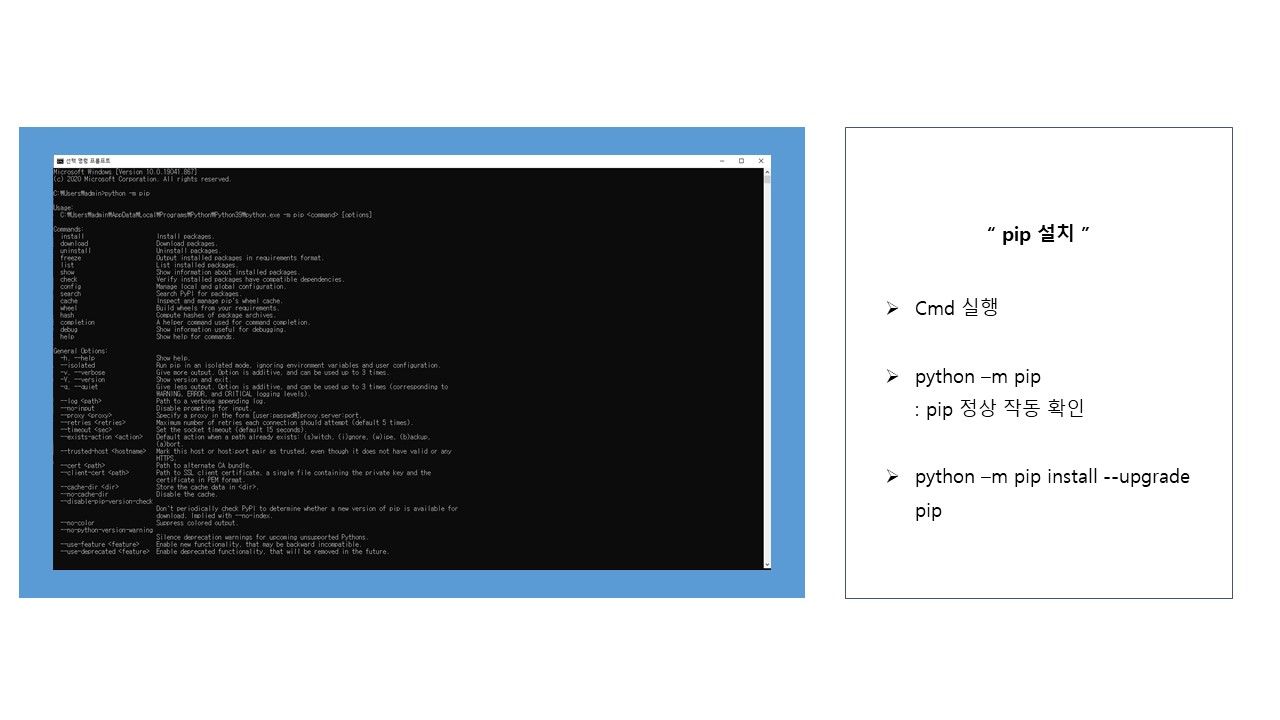 선택 명령 프롬프트
Microsoft Windows [Version 10.0.19041.867]
(c) 2020 Microsoft Corporation. All rights reserved.
C:₩Users₩admin>python -m pip
Usage:
C:₩Users₩admin₩AppData₩Local₩Programs₩Python₩Python39₩python.exe -m pip <command> [options]
Commands:
install Install packages.
download Download packages.
uninstall Uninstall packages.
freeze Output installed packages in requirements format.
list List installed packages.
show Show information about installed packages.
check Verify installed packages have compatible dependencies.
config Manage local and global configuration.
search Search PyPI for packages.
cache Inspect and manage pip's wheel cache.
wheel Build wheels from your requirements.
hash Compute hashes of package archives.
completion A helper command used for command completion.
debug Show information useful for debugging.
help Show help for commands.
General Options:
-h, --help Show help.
--isolated Run pip in an isolated mode, ignoring environment variables and user configuration.
-v, --verbose Give more output. Option is additive, and can be used up to 3 times.
-V, --version Show version and exit.
-q, --quiet Give less output. Option is additive, and can be used up to 3 times (corresponding to
WARNING, ERROR, and CRITICAL logging levels).
--log <path> Path to a verbose appending log.
--no-input Disable prompting for input.
--proxy <proxy> Specify a proxy in the form [user:passwd@]proxy.server:port.
--retries <retries> Maximum number of retries each connection should attempt (default 5 times).
--timeout <sec> Set the socket timeout (default 15 seconds).
--exists-action <action> Default action when a path already exists: (s)witch, (i)gnore, (w)ipe, (b)ackup,
(a)bort.
--trusted-host <hostname> Mark this host or host:port pair as trusted, even though it does not have valid or any
HTTPS.
--cert <path> Path to alternate CA bundle.
--client-cert <path> Path to SSL client certificate, a single file containing the private key and the
certificate in PEM format.
--cache-dir <dir> Store the cache data in <dir>.
--no-cache-dir Disable the cache.
--disable-pip-version-check
Don't periodically check PyPI to determine whether a new version of pip is available for
download. Implied with --no-index.
--no-color Suppress colored output.
--no-python-version-warning
Silence deprecation warnings for upcoming unsupported Pythons.
--use-feature <feature> Enable new functionality, that may be backward incompatible.
--use-deprecated <feature> Enable deprecated functionality, that will be removed in the future.
“ pip 설치 ”
➢ Cmd 실행
➢ python –m pip
: pip 정상 작동 확인
➢ python –m pip install --upgrade
pip